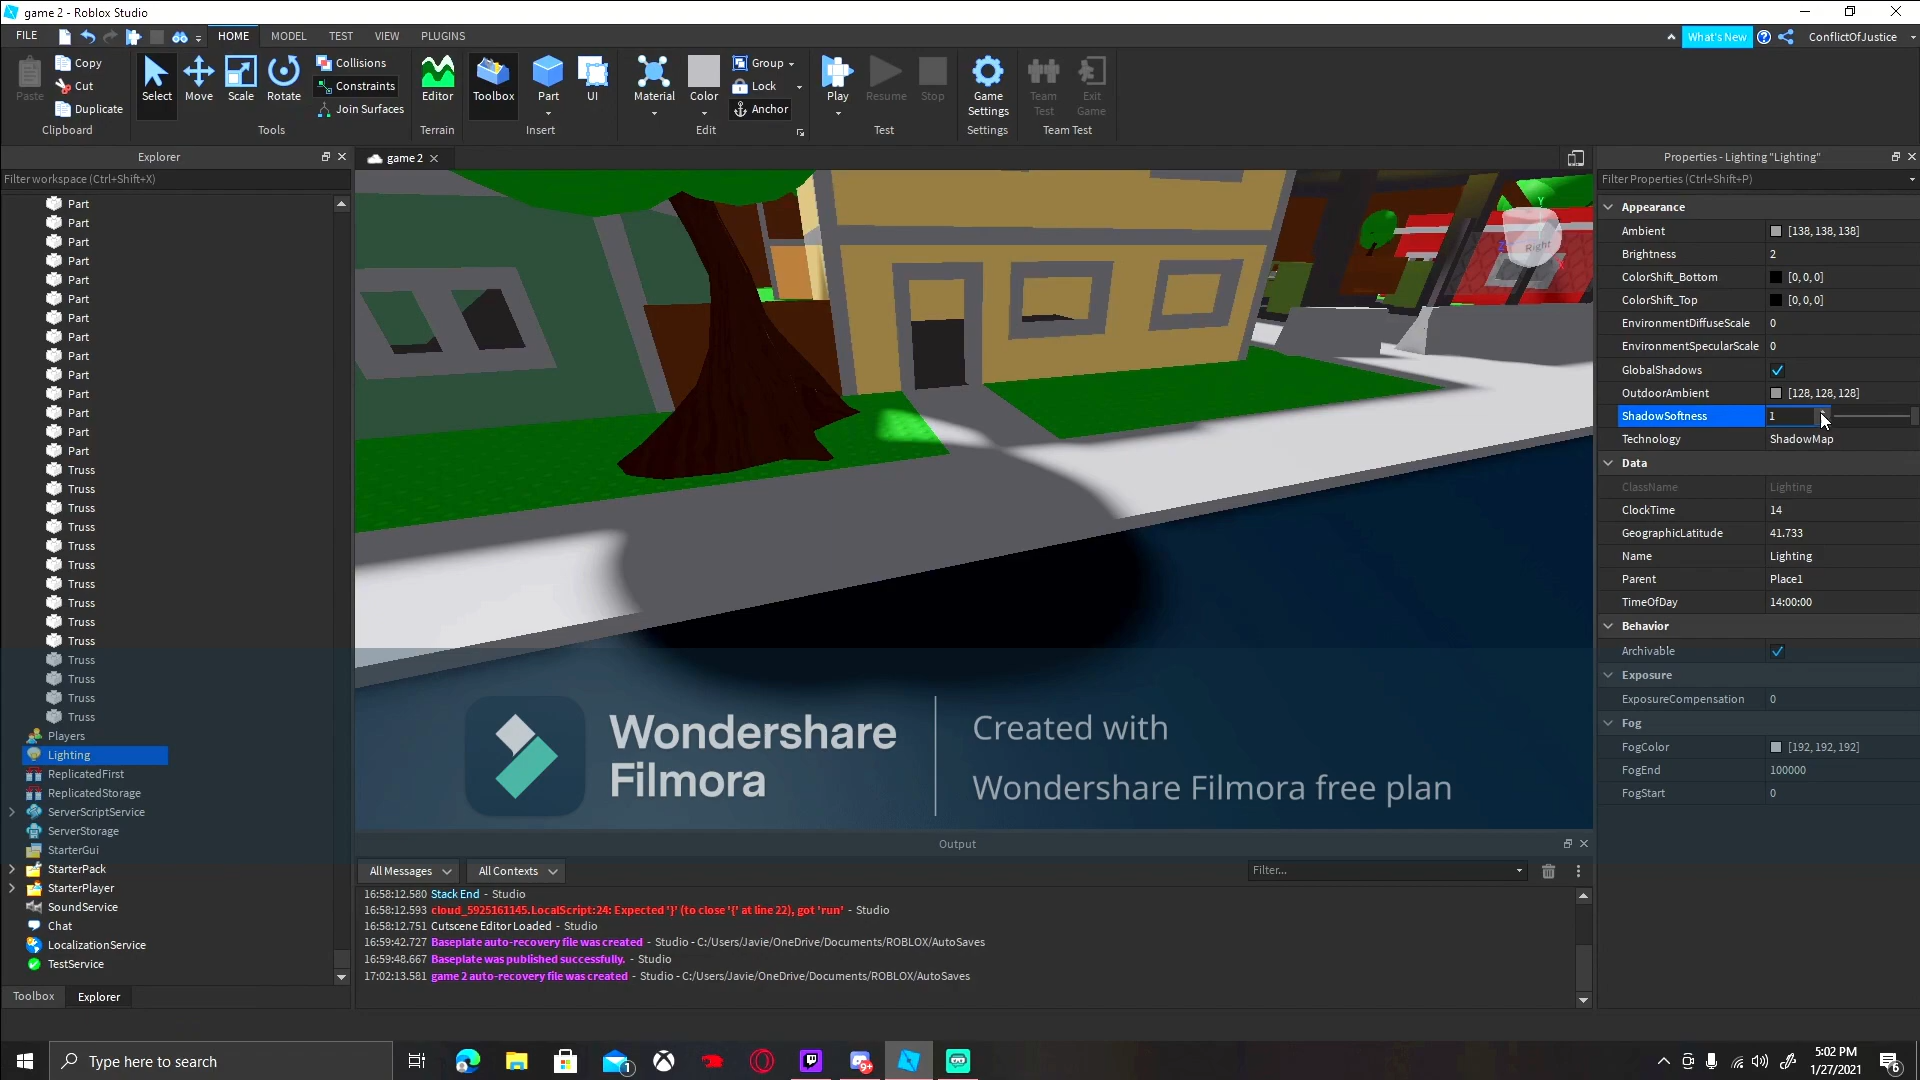 game 2 - Roblox Studio
FILE HOME MODEL TEST VIEW PLUGINS What's New ConflictOfJustice
Paste Copy Cut Duplicate Clipboard
Select Move Scale Rotate Collisions Constraints Join Surfaces Tools
Editor Terrain
Toolbox Part UI Insert
Material Color Group Lock Anchor Edit
Play Resume Stop Test
Game Settings Settings
Team Test Exit Game Team Test
Explorer
Filter workspace (Ctrl+Shift+X)
Part
Part
Part
Part
Part
Part
Part
Part
Part
Part
Part
Part
Part
Part
Truss
Truss
Truss
Truss
Truss
Truss
Truss
Truss
Truss
Truss
Truss
Truss
Truss
Truss
Players
Lighting
ReplicatedFirst
ReplicatedStorage
ServerScriptService
ServerStorage
StarterGui
StarterPack
StarterPlayer
SoundService
Chat
LocalizationService
TestService
Toolbox Explorer
game 2
Y
Right
Z
X
Wondershare
Filmora
Created with
Wondershare Filmora free plan
Output
All Messages All Contexts Filter...
16:58:12.580 Stack End - Studio
16:58:12.593 cloud_5925161145.LocalScript:24: Expected '}' (to close '{' at line 22), got 'run' - Studio
16:58:12.751 Cutscene Editor Loaded - Studio
16:59:42.727 Baseplate auto-recovery file was created - Studio - C:/Users/Javie/OneDrive/Documents/ROBLOX/AutoSaves
16:59:48.667 Baseplate was published successfully. - Studio
17:02:13.581 game 2 auto-recovery file was created - Studio - C:/Users/Javie/OneDrive/Documents/ROBLOX/AutoSaves
Properties - Lighting "Lighting"
Filter Properties (Ctrl+Shift+P)
Appearance
Ambient [138, 138, 138]
Brightness 2
ColorShift_Bottom [0, 0, 0]
ColorShift_Top [0, 0, 0]
EnvironmentDiffuseScale 0
EnvironmentSpecularScale 0
GlobalShadows
OutdoorAmbient [128, 128, 128]
ShadowSoftness 1
Technology ShadowMap
Data
ClassName Lighting
ClockTime 14
GeographicLatitude 41.733
Name Lighting
Parent Place1
TimeOfDay 14:00:00
Behavior
Archivable
Exposure
ExposureCompensation 0
Fog
FogColor [192, 192, 192]
FogEnd 100000
FogStart 0
Type here to search
1
9+
5:02 PM
1/27/2021
6